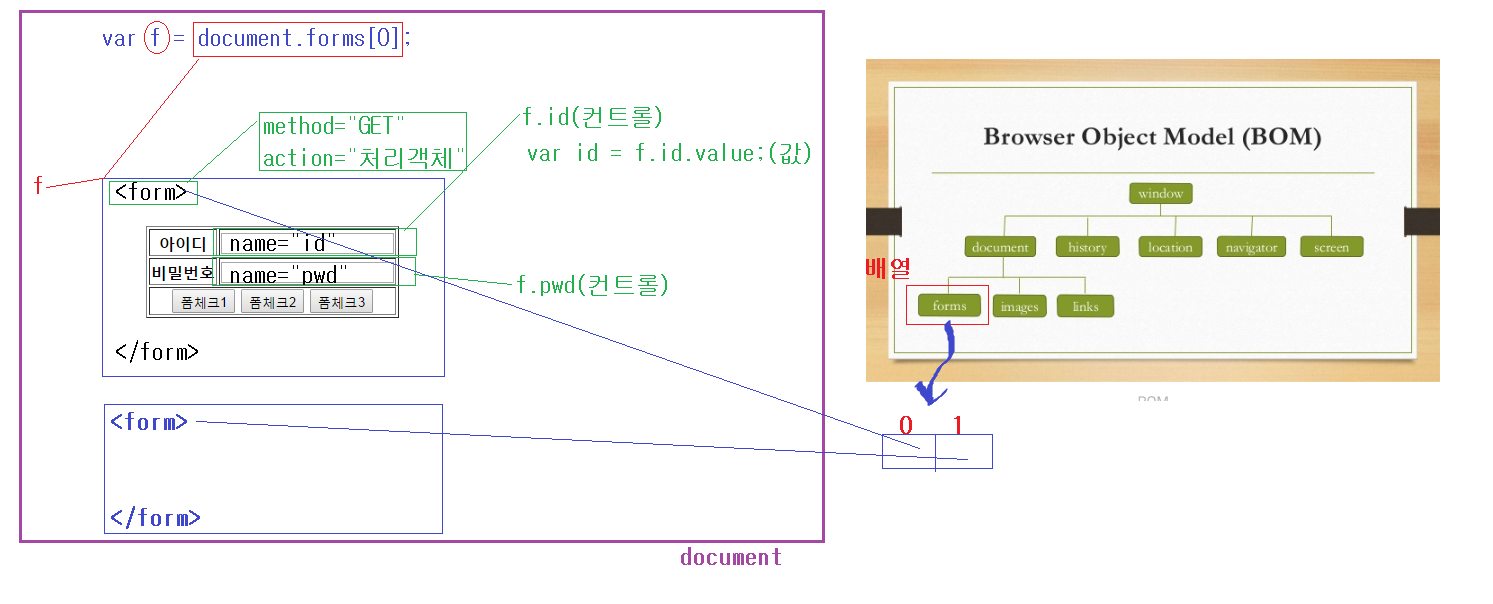 var f = document.forms[0];
method="GET"
action="처리객체"
f.id(컨트롤)
var id = f.id.value;(값)
f
<form>
아이디 name="id"
비밀번호 name="pwd"
폼체크1 폼체크2 폼체크3
f.pwd(컨트롤)
</form>
<form>
</form>
document
Browser Object Model (BOM)
window
document history location navigator screen
배열
forms images links
0 1